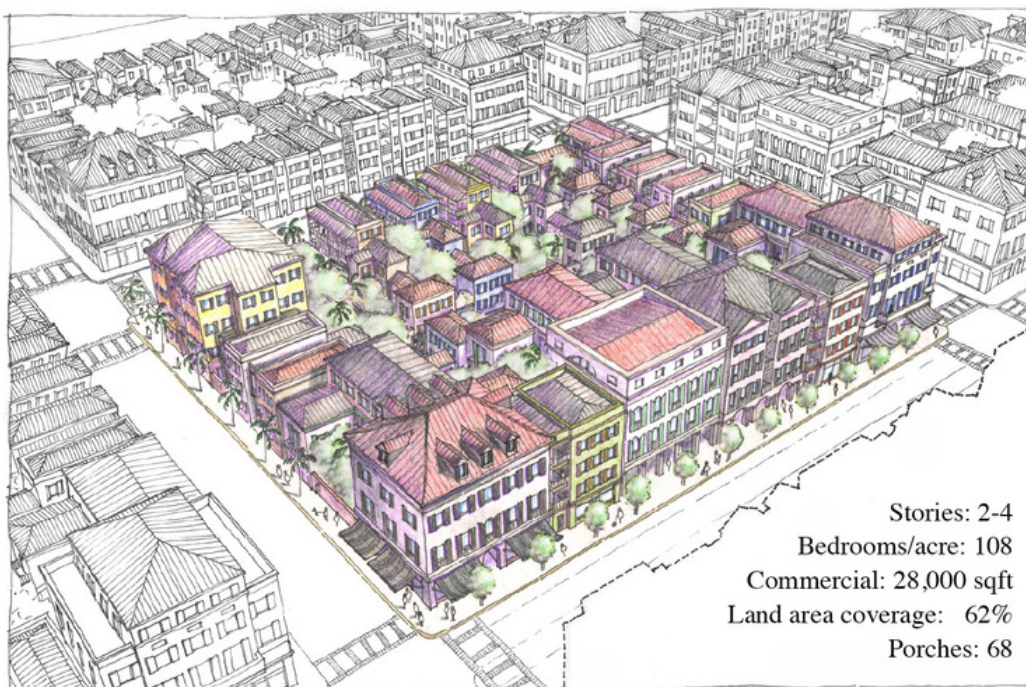 Stories: 2-4
Bedrooms/acre: 108
Commercial: 28,000 sqft
Land area coverage: 62%
Porches: 68